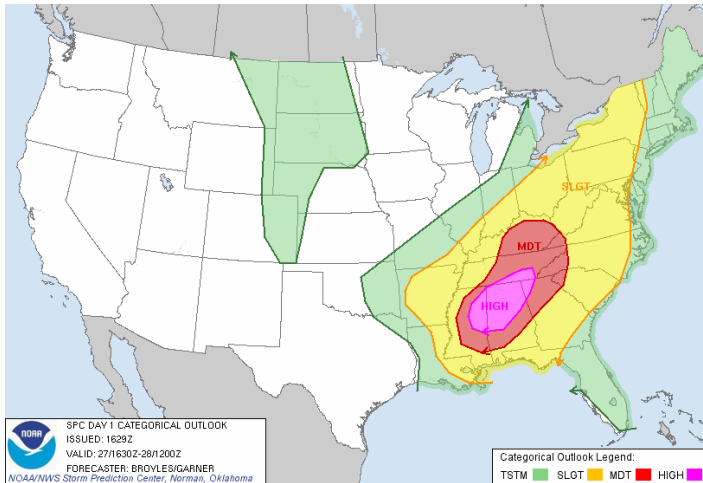 SLGT
MDT
HIGH
SPC DAY 1 CATEGORICAL OUTLOOK
ISSUED: 1629Z
VALID: 27/1630Z-28/1200Z
FORECASTER: BROYLES/GARNER
NOAA/NWS Storm Prediction Center, Norman, Oklahoma
NOAA
Categorical Outlook Legend:
TSTM SLGT MDT HIGH